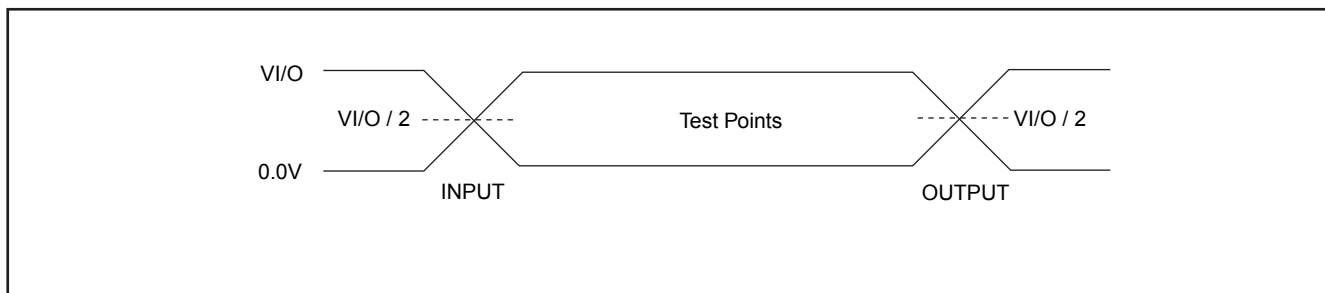 VI/O
VI/O / 2
Test Points
VI/O / 2
0.0V
INPUT
OUTPUT